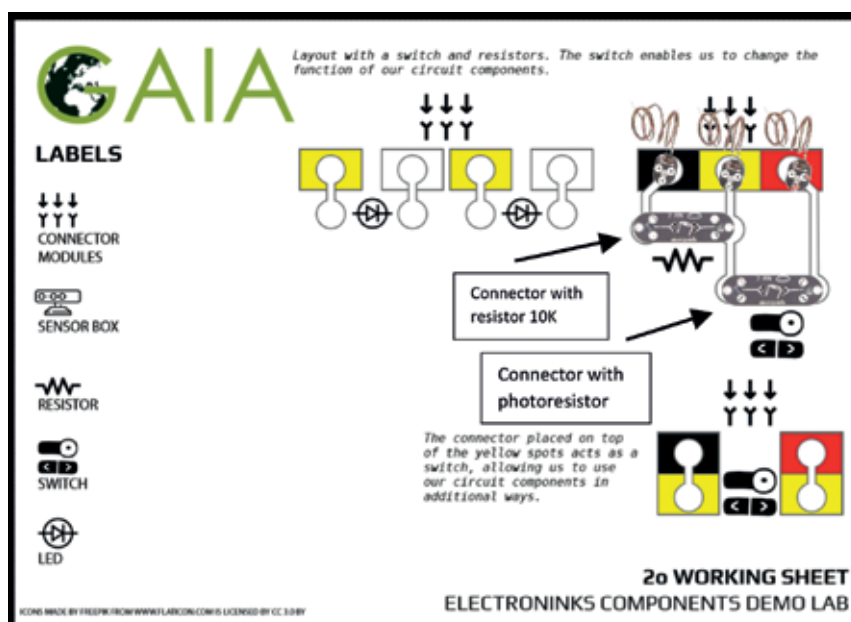 GAIA
Layout with a switch and resistors. The switch enables us to change the
function of our circuit components.
LABELS
CONNECTOR
MODULES
SENSOR BOX
RESISTOR
SWITCH
LED
Connector with
resistor 10K
Connector with
photoresistor
The connector placed on top
of the yellow spots acts as a
switch, allowing us to use
our circuit components in
additional ways.
2o WORKING SHEET
ELECTRONINKS COMPONENTS DEMO LAB
ICONS MADE BY FREEPIK FROM WWW.FLATICON.COM IS LICENSED BY CC 3.0 BY